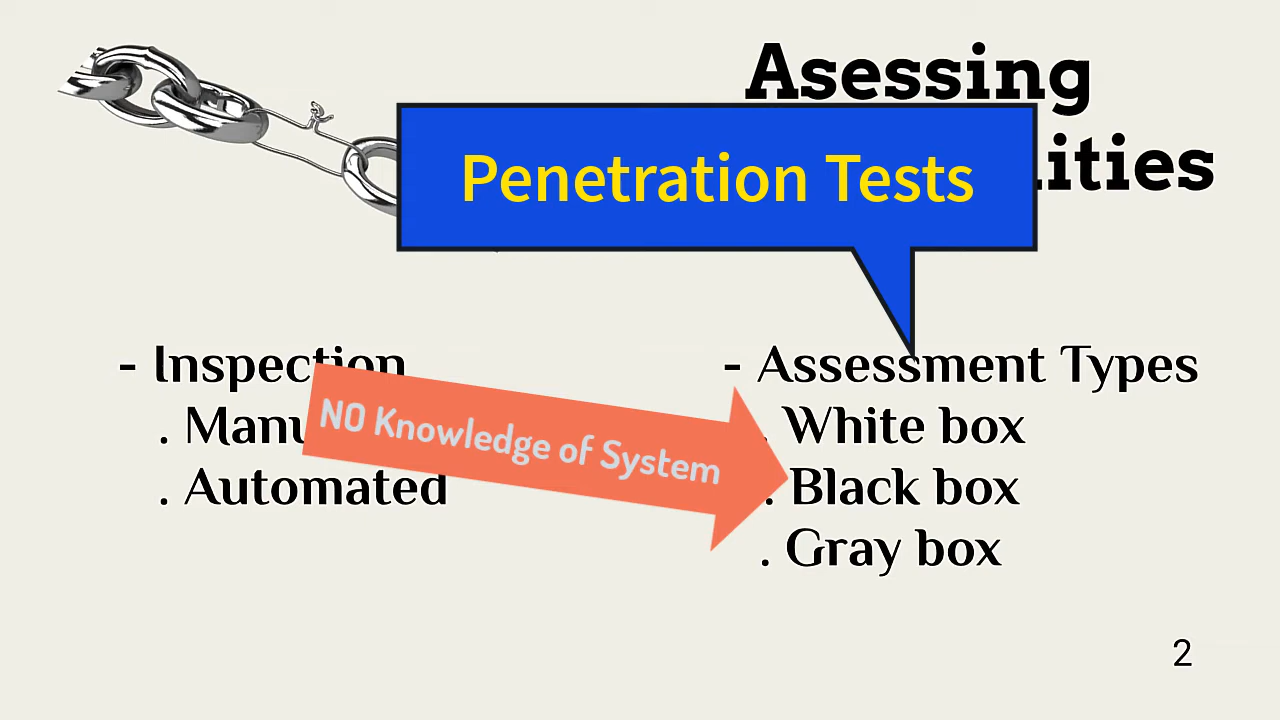 Asessing
ities
Penetration Tests
- Inspection
. Manu
. Automated
NO Knowledge of System
- Assessment Types
. White box
. Black box
. Gray box
2